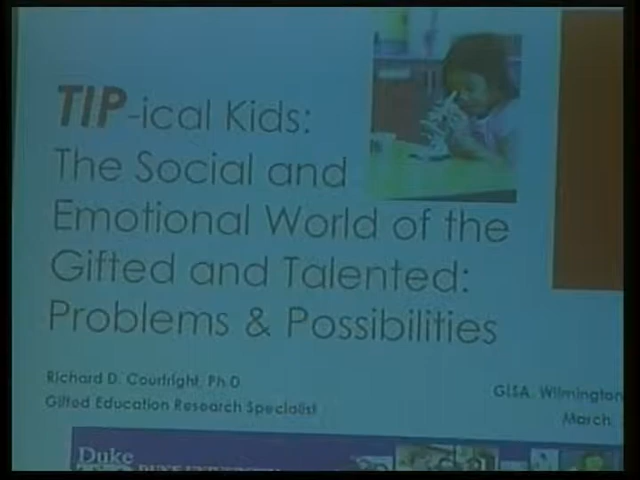 TIP-ical Kids:
The Social and
Emotional World of the
Gifted and Talented:
Problems & Possibilities
Richard D. Courtright, Ph.D
Gifted Education Research Specialist
GISA, Wilmington
March,
Duke